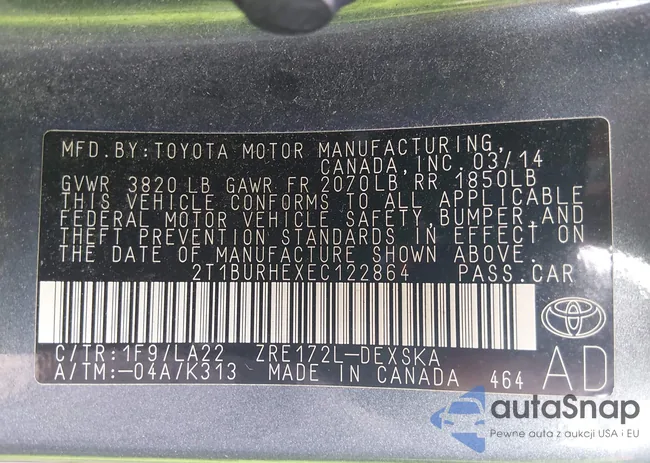 MFD.BY:TOYOTA MOTOR MANUFACTURING,
CANADA, INC. 03/14
GVWR 3820 LB GAWR FR 2070LB RR 1850LB
THIS VEHICLE CONFORMS TO ALL APPLICABLE
FEDERAL MOTOR VEHICLE SAFETY,BUMPER,AND
THEFT PREVENTION STANDARDS IN EFFECT ON
THE DATE OF MANUFACTURE SHOWN ABOVE.
2T1BURHEXEC122864 PASS.CAR
C/TR:1F9/LA22 ZRE172L-DEXSKA
A/TM:-04A/K313 MADE IN CANADA 464
AD
autaSnap
Pewne auta z aukcji USA i EU